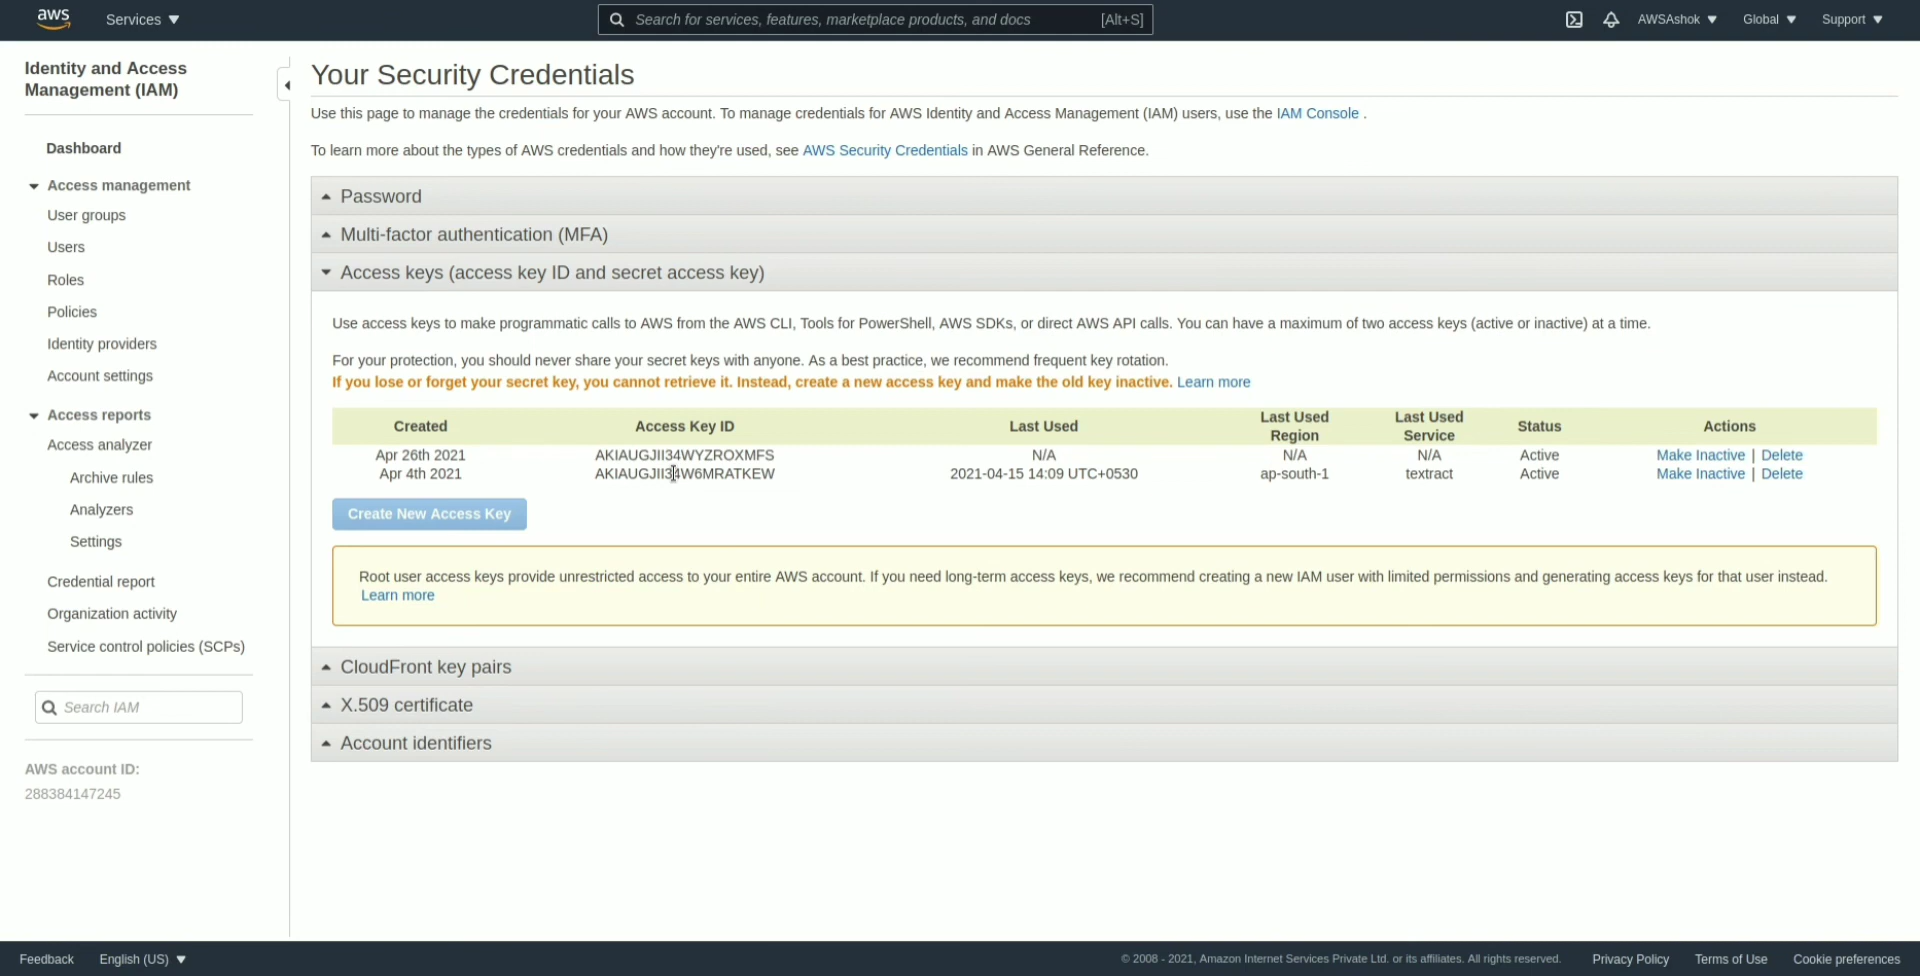 aws
Services
Search for services, features, marketplace products, and docs [Alt+S]
AWSAshok
Global
Support
Identity and Access
Management (IAM)
Dashboard
Access management
User groups
Users
Roles
Policies
Identity providers
Account settings
Access reports
Access analyzer
Archive rules
Analyzers
Settings
Credential report
Organization activity
Service control policies (SCPs)
Search IAM
AWS account ID:
288384147245
Your Security Credentials
Use this page to manage the credentials for your AWS account. To manage credentials for AWS Identity and Access Management (IAM) users, use the IAM Console .
To learn more about the types of AWS credentials and how they're used, see AWS Security Credentials in AWS General Reference.
Password
Multi-factor authentication (MFA)
Access keys (access key ID and secret access key)
Use access keys to make programmatic calls to AWS from the AWS CLI, Tools for PowerShell, AWS SDKs, or direct AWS API calls. You can have a maximum of two access keys (active or inactive) at a time.
For your protection, you should never share your secret keys with anyone. As a best practice, we recommend frequent key rotation.
If you lose or forget your secret key, you cannot retrieve it. Instead, create a new access key and make the old key inactive. Learn more
Created Access Key ID Last Used Last Used Region Last Used Service Status Actions
Apr 26th 2021 AKIAUGJII34WYZROXMFS N/A N/A N/A Active Make Inactive | Delete
Apr 4th 2021 AKIAUGJII34W6MRATKEW 2021-04-15 14:09 UTC+0530 ap-south-1 textract Active Make Inactive | Delete
Create New Access Key
Root user access keys provide unrestricted access to your entire AWS account. If you need long-term access keys, we recommend creating a new IAM user with limited permissions and generating access keys for that user instead.
Learn more
CloudFront key pairs
X.509 certificate
Account identifiers
Feedback
English (US)
© 2008 - 2021, Amazon Internet Services Private Ltd. or its affiliates. All rights reserved.
Privacy Policy
Terms of Use
Cookie preferences